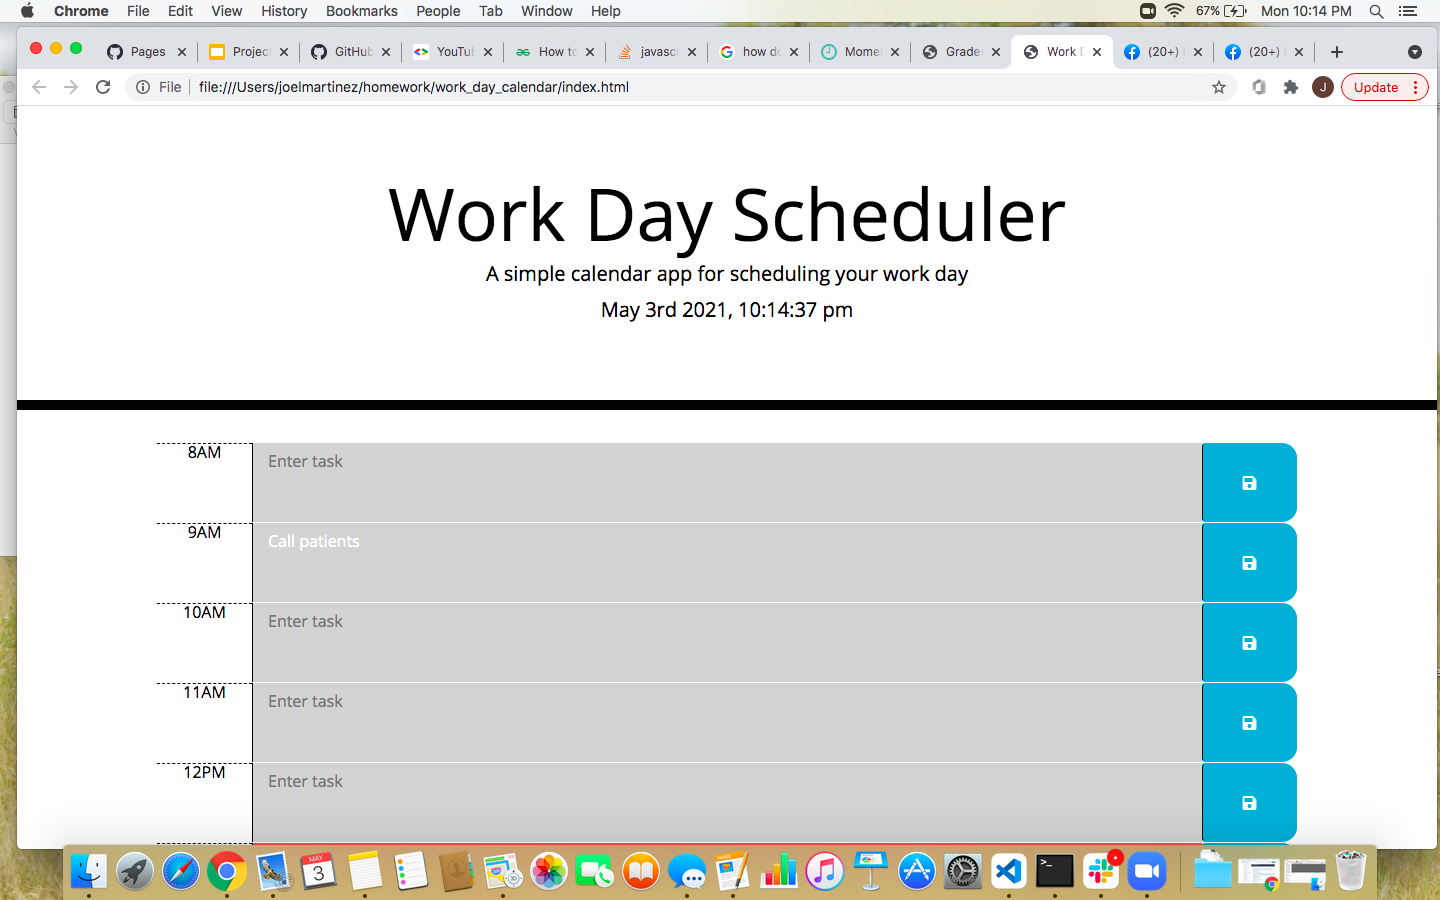 Chrome File Edit View History Bookmarks People Tab Window Help 67% Mon 10:14 PM
Pages Project GitHub YouTub How to javasc how do Mome Grade Work D (20+) (20+)
File file:///Users/joelmartinez/homework/work_day_calendar/index.html J Update
Work Day Scheduler
A simple calendar app for scheduling your work day
May 3rd 2021, 10:14:37 pm
8AM Enter task
9AM Call patients
10AM Enter task
11AM Enter task
12PM Enter task
MAY
3